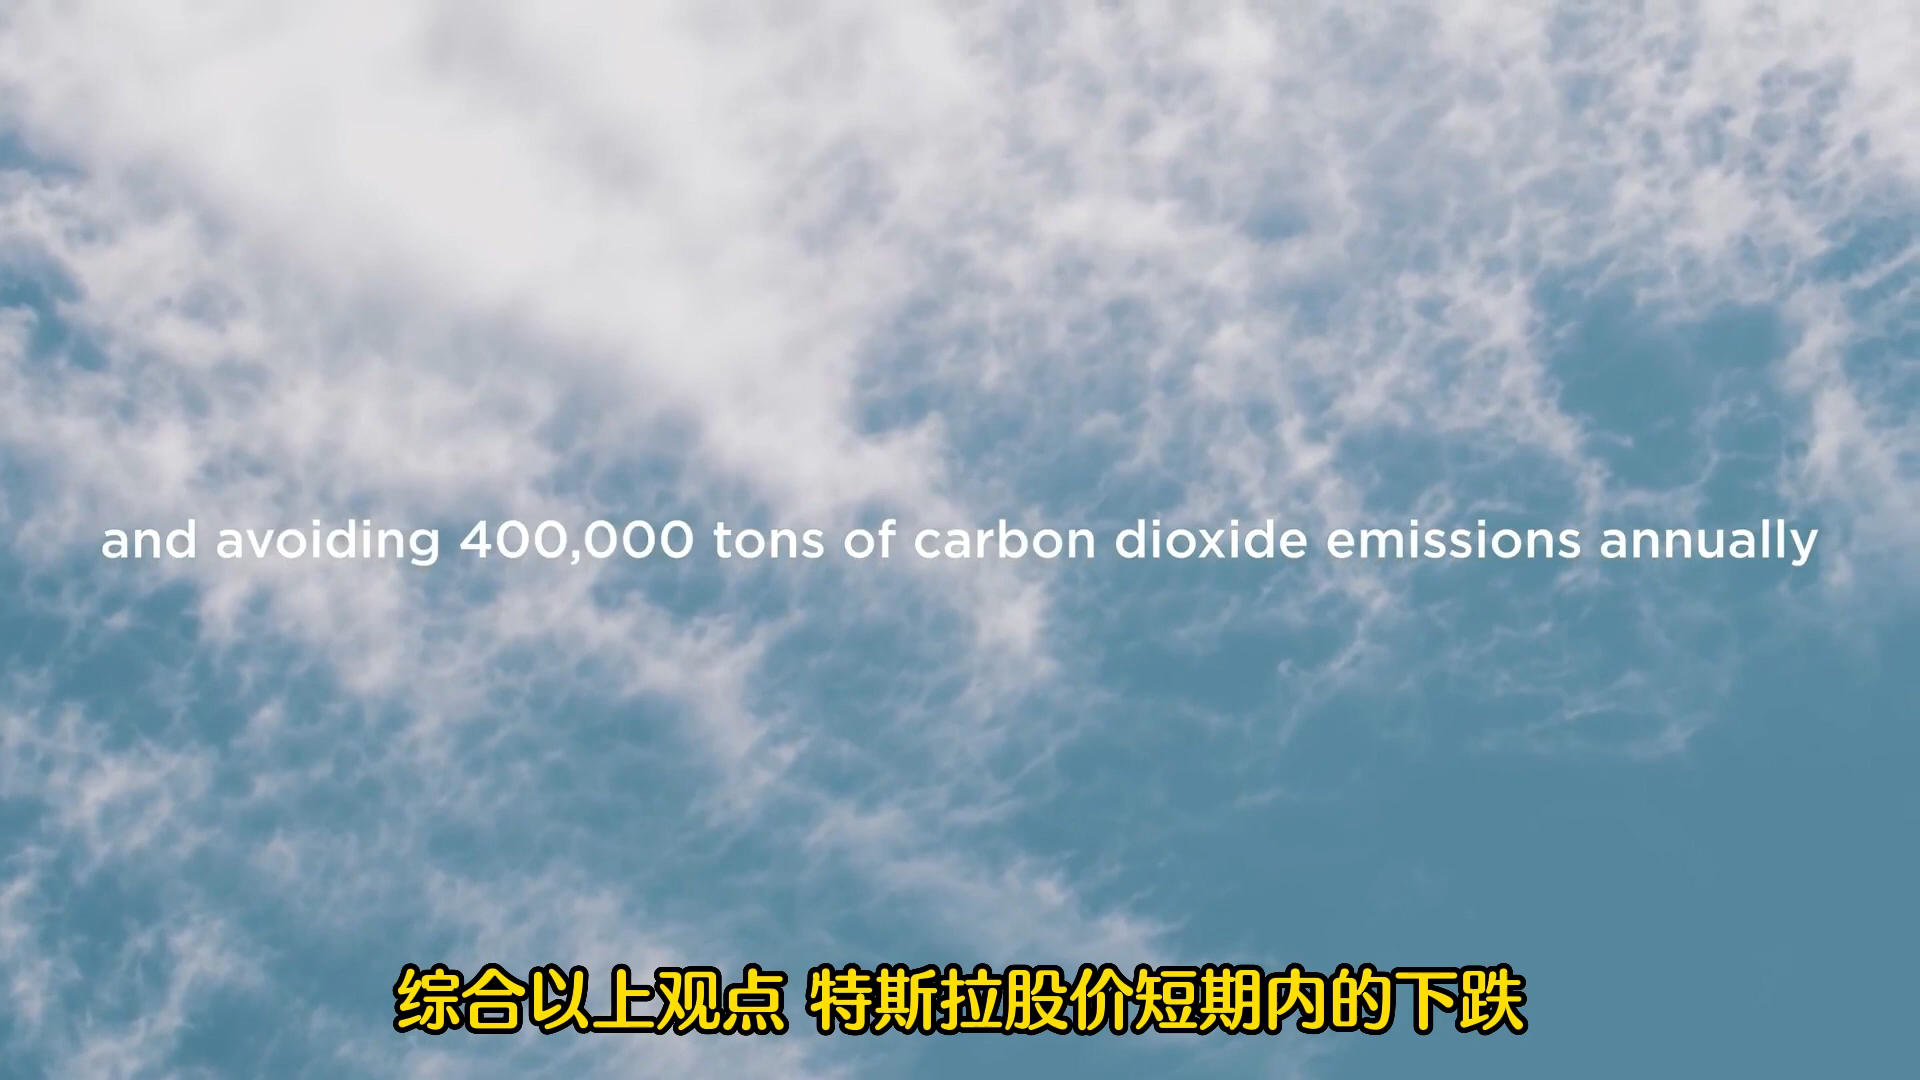 and avoiding 400,000 tons of carbon dioxide emissions annually
综合以上观点 特斯拉股价短期内的下跌